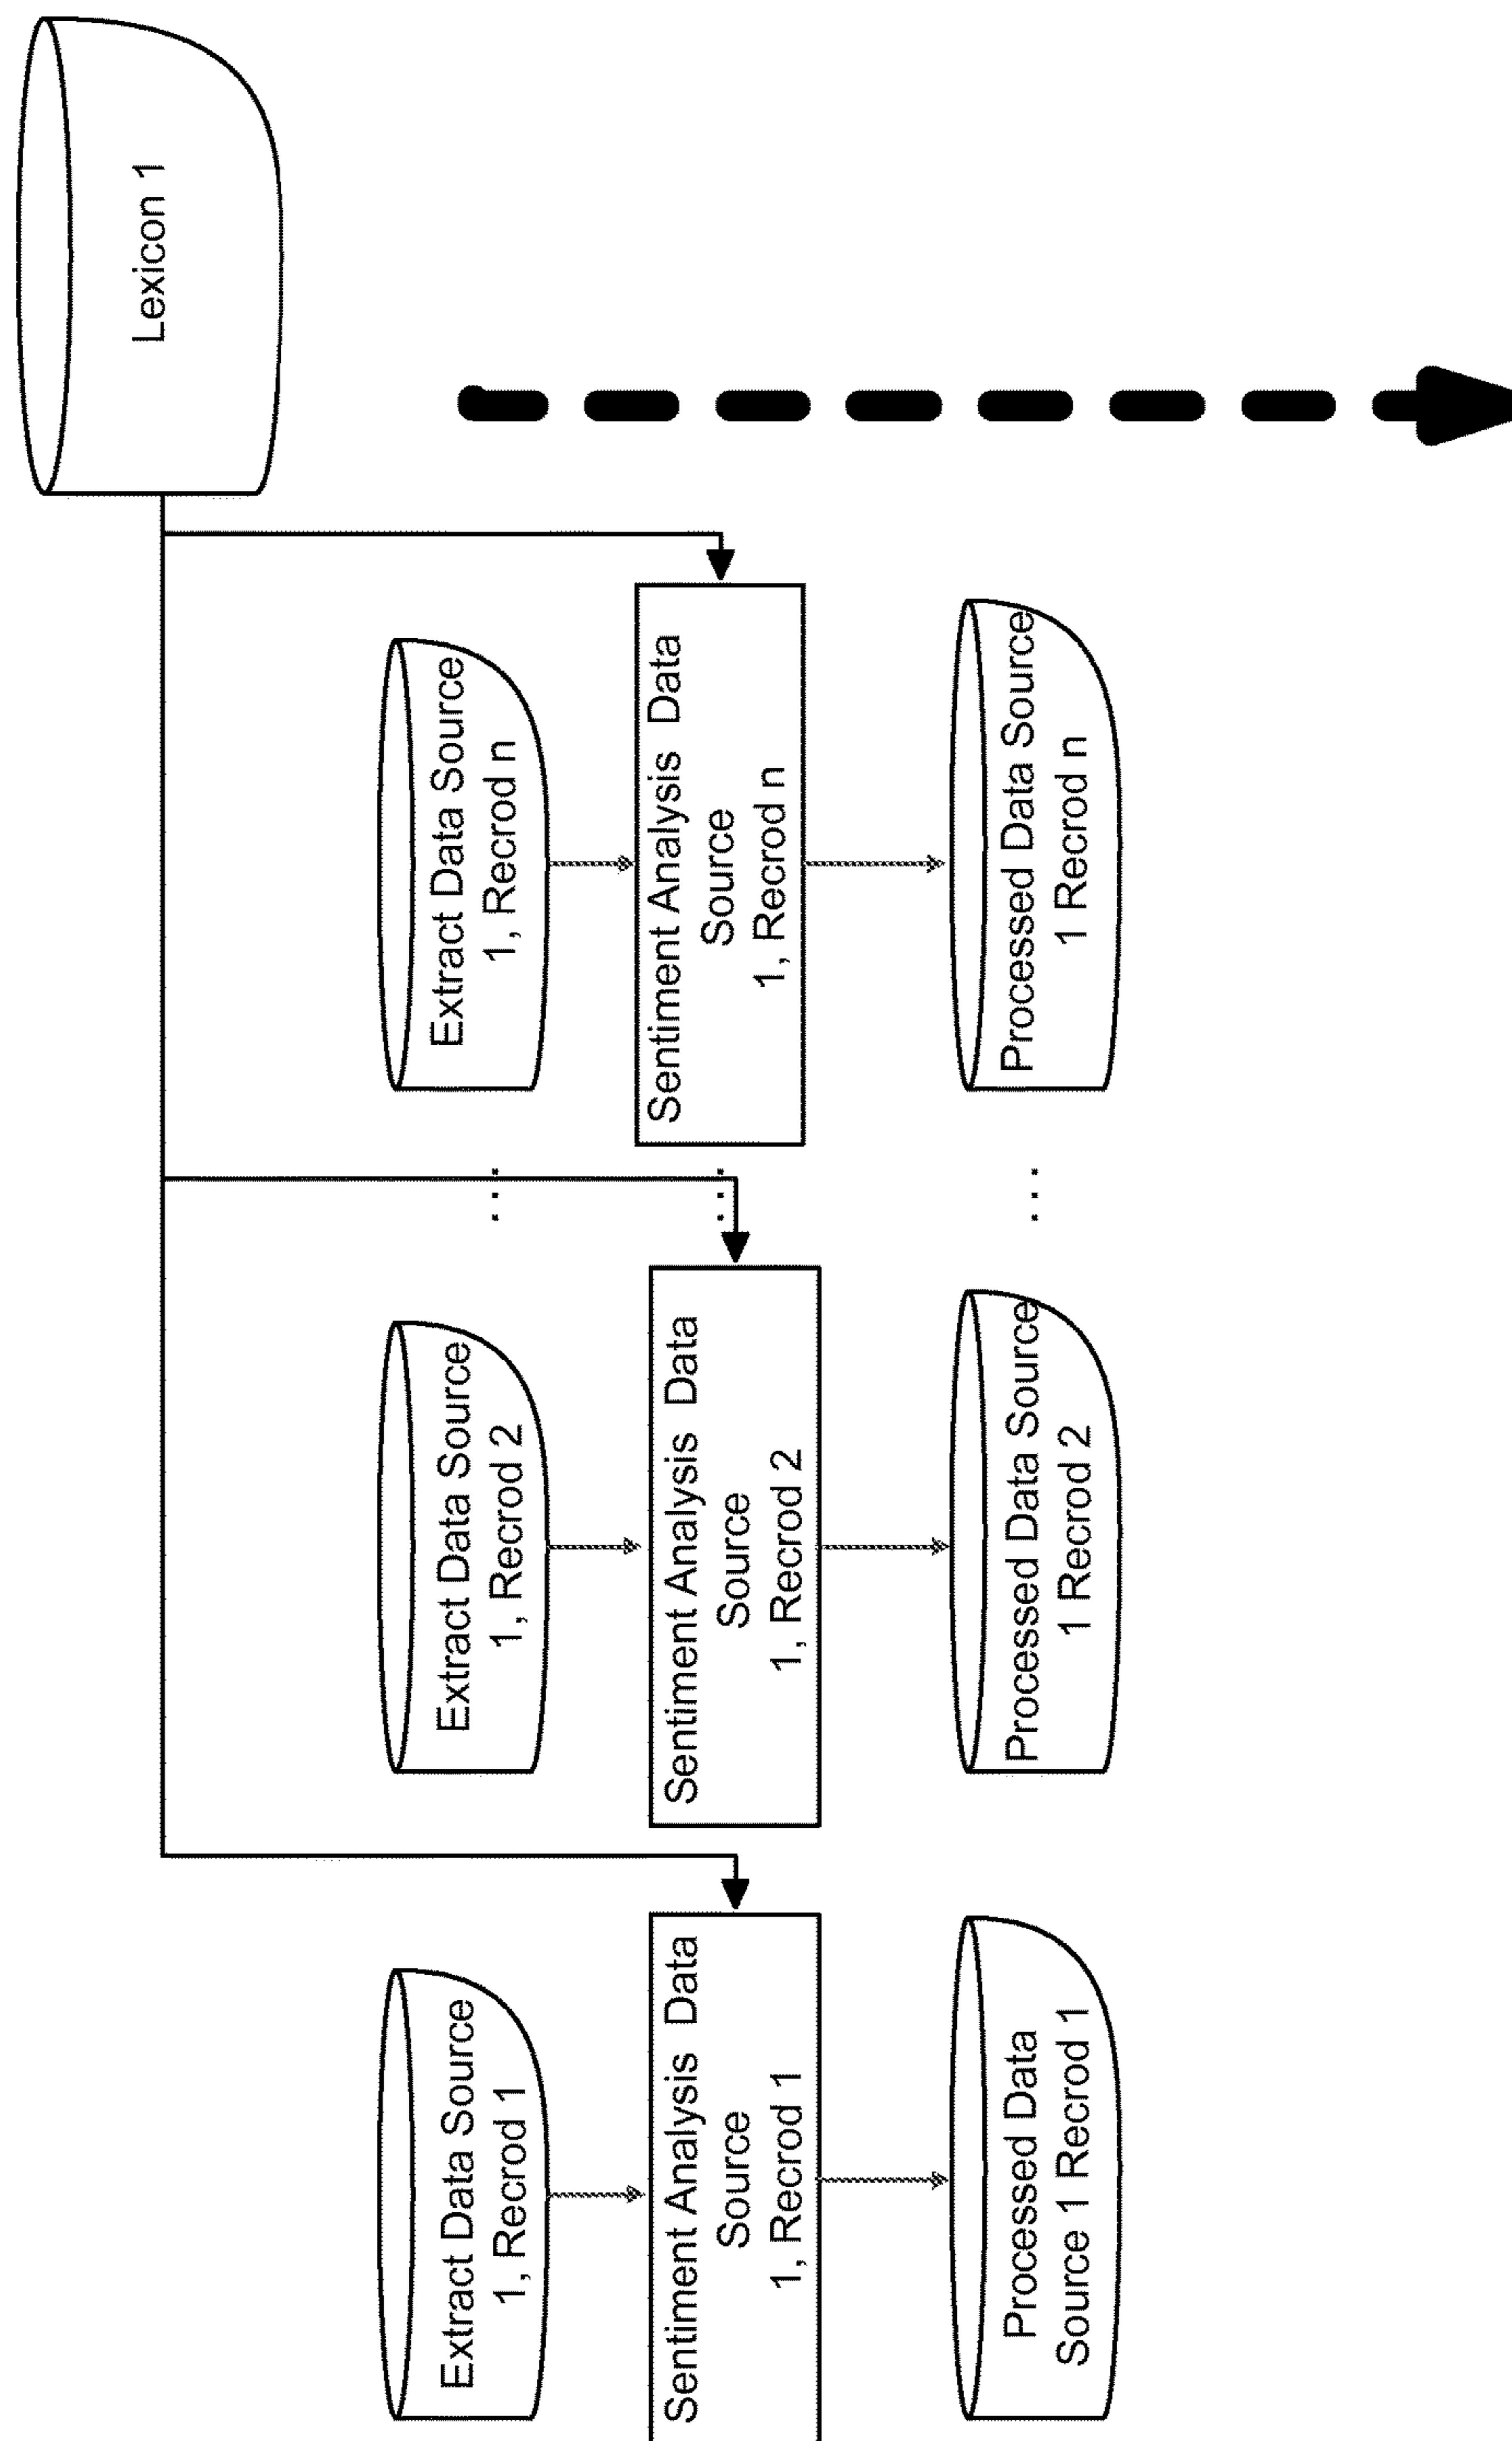 Lexicon 1
Extract Data Source
1, Recrod 1
Extract Data Source
1, Recrod 2
...
Extract Data Source
1, Recrod n
Sentiment Analysis Data
Source
1, Recrod 1
Sentiment Analysis Data
Source
1, Recrod 2
...
Sentiment Analysis Data
Source
1, Recrod n
Processed Data
Source 1 Recrod 1
Processed Data Source
1 Recrod 2
...
Processed Data Source
1 Recrod n